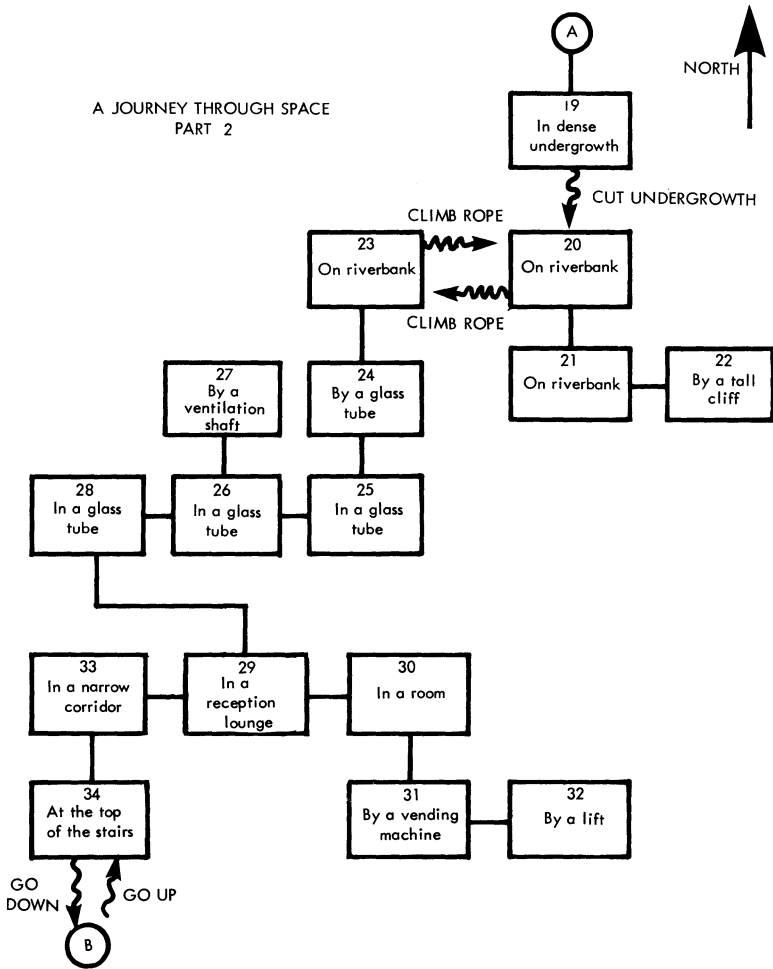 A
NORTH
A JOURNEY THROUGH SPACE
PART 2
19
In dense
undergrowth
CUT UNDERGROWTH
CLIMB ROPE
23
On riverbank
20
On riverbank
CLIMB ROPE
21
On riverbank
22
By a tall
cliff
27
By a
ventilation
shaft
24
By a glass
tube
28
In a glass
tube
26
In a glass
tube
25
In a glass
tube
33
In a narrow
corridor
29
In a
reception
lounge
30
In a room
34
At the top
of the stairs
31
By a vending
machine
32
By a lift
GO
DOWN
GO UP
B